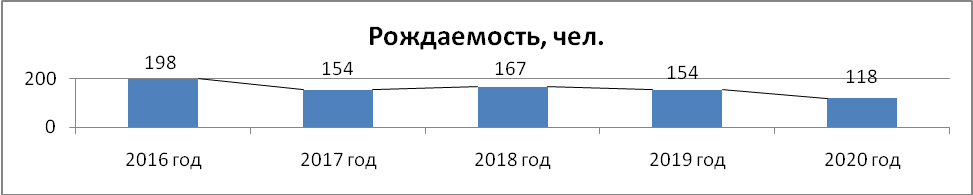 Рождаемость, чел.
198 154 167 154 118
200
0
2016 год 2017 год 2018 год 2019 год 2020 год